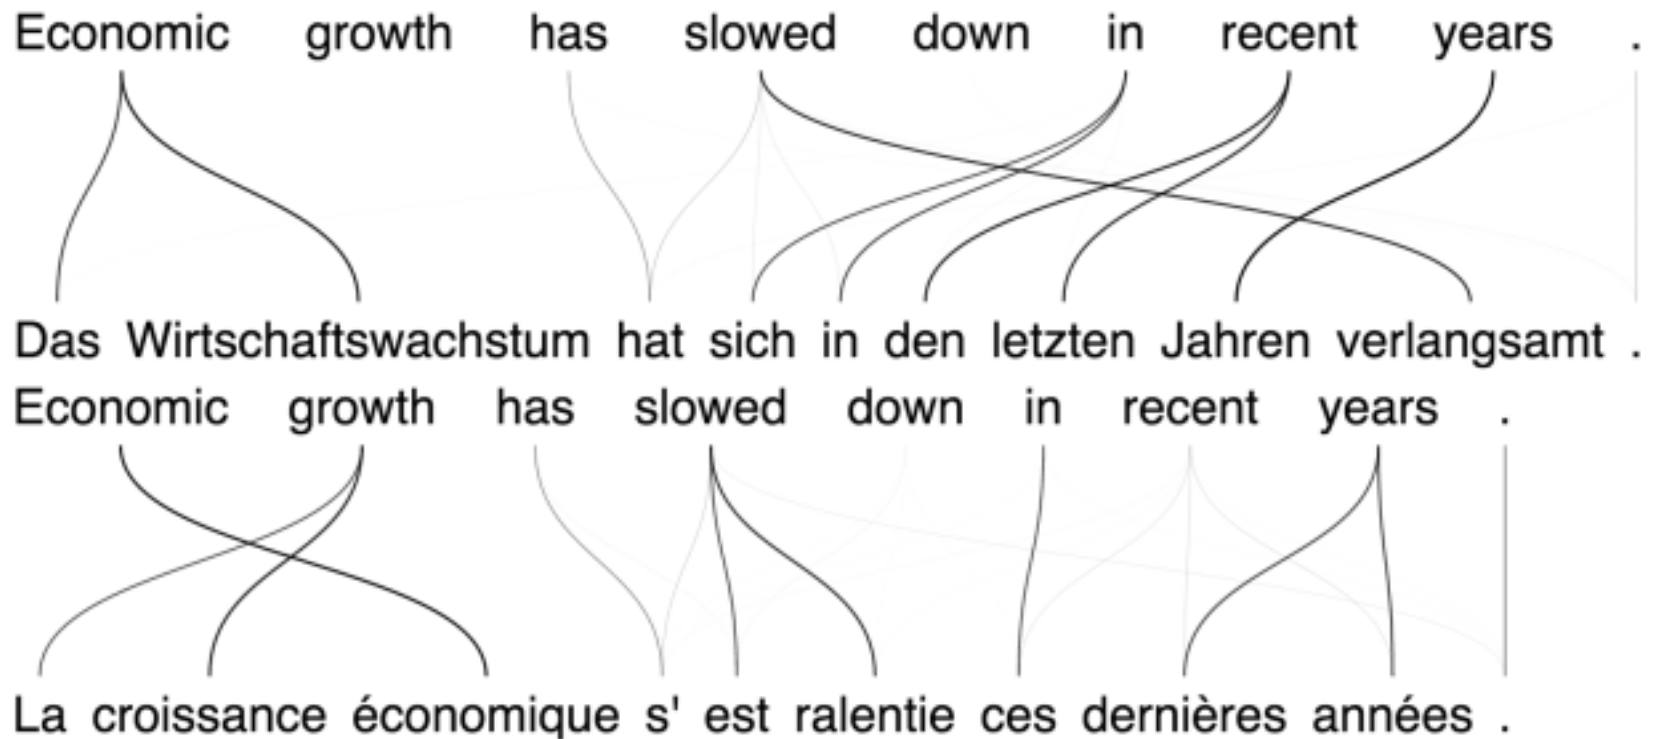 Economic growth has slowed down in recent years .
Das Wirtschaftswachstum hat sich in den letzten Jahren verlangsamt .
Economic growth has slowed down in recent years .
La croissance économique s' est ralentie ces dernières années .